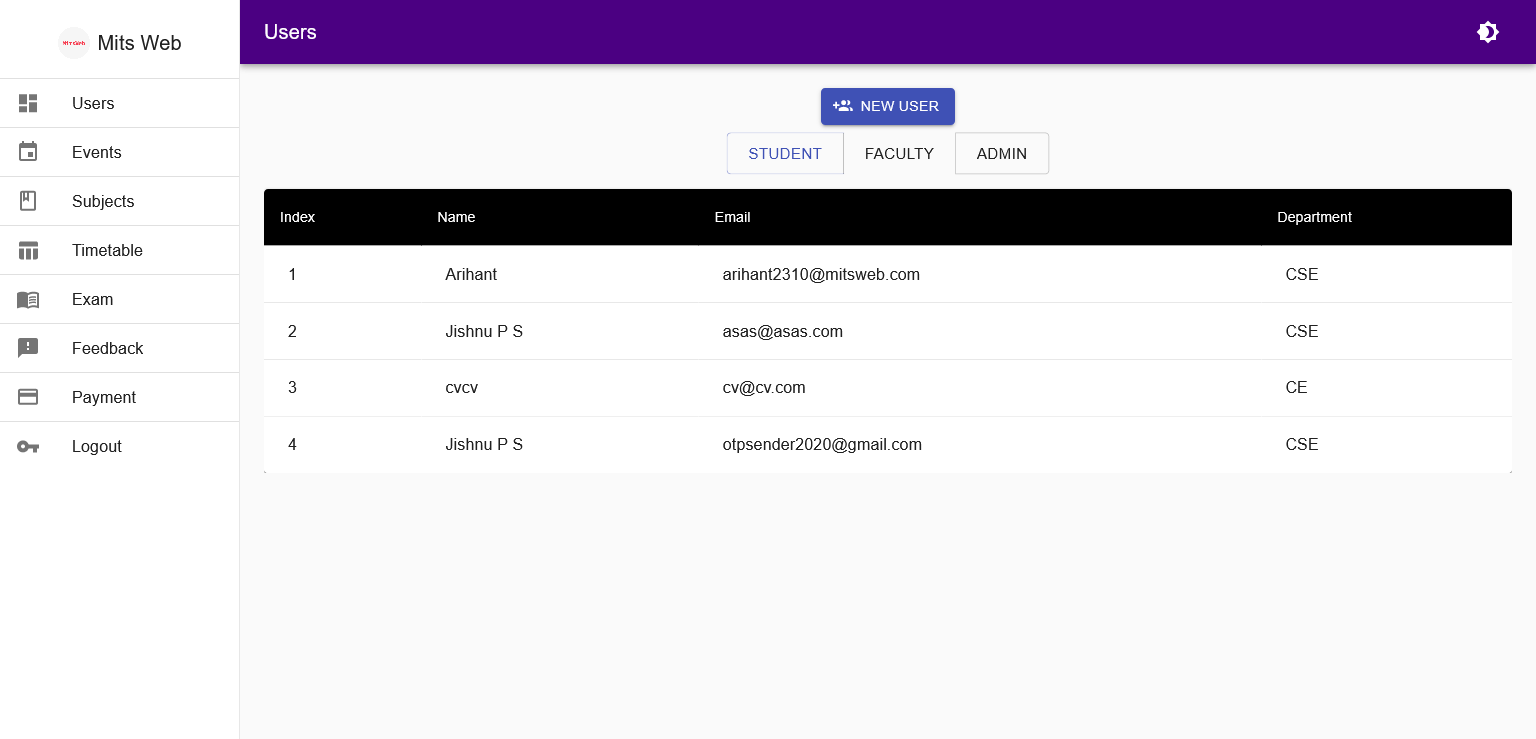 Mits Web
Mits Web
Users
Events
Subjects
Timetable
Exam
Feedback
Payment
Logout
Users
NEW USER
STUDENT FACULTY ADMIN
Index Name Email Department
1 Arihant arihant2310@mitsweb.com CSE
2 Jishnu P S asas@asas.com CSE
3 cvcv cv@cv.com CE
4 Jishnu P S otpsender2020@gmail.com CSE